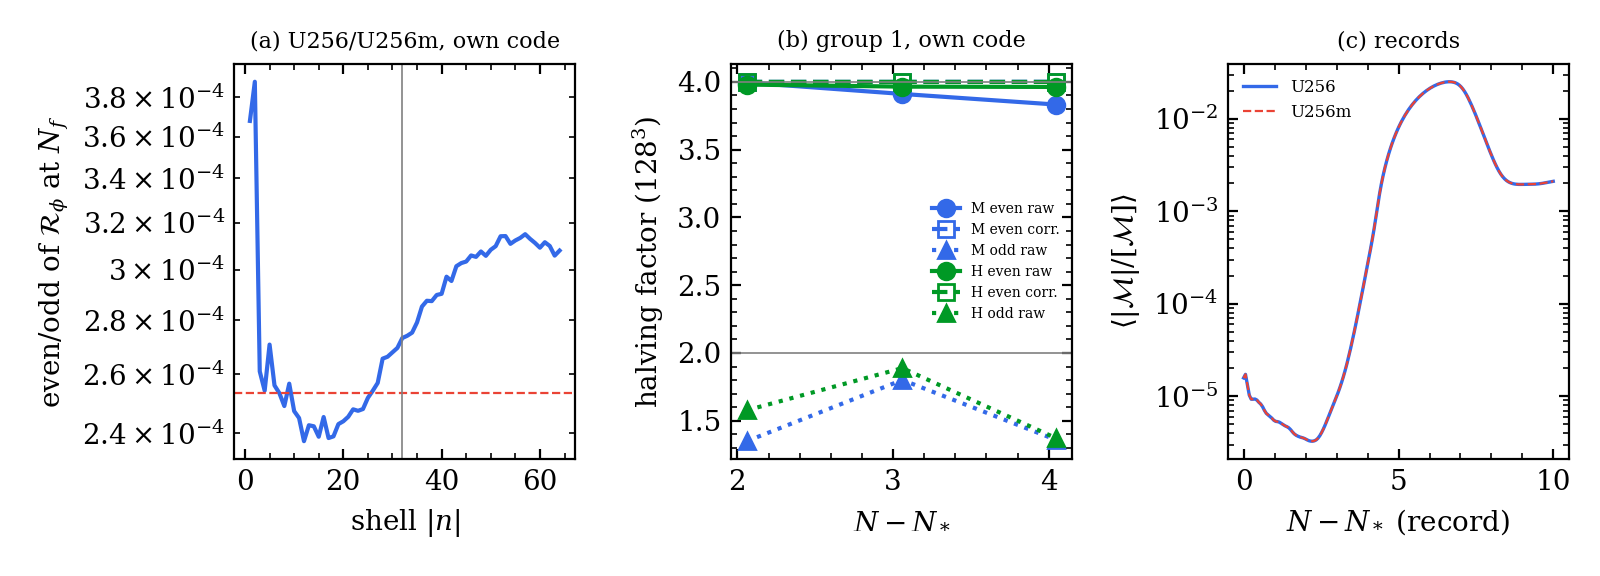 (a) U256/U256m, own code
even/odd of $\mathcal{R}_\phi$ at $N_f$
3.8 × 10⁻⁴
3.6 × 10⁻⁴
3.4 × 10⁻⁴
3.2 × 10⁻⁴
3 × 10⁻⁴
2.8 × 10⁻⁴
2.6 × 10⁻⁴
2.4 × 10⁻⁴
0 20 40 60
shell |n|
(b) group 1, own code
halving factor (128³)
4.0
3.5
3.0
2.5
2.0
1.5
M even raw
M even corr.
M odd raw
H even raw
H even corr.
H odd raw
2 3 4
$N - N_*$
(c) records
⟨|ℳ|/[ℳ]⟩
10⁻²
10⁻³
10⁻⁴
10⁻⁵
U256
U256m
0 5 10
$N - N_*$ (record)